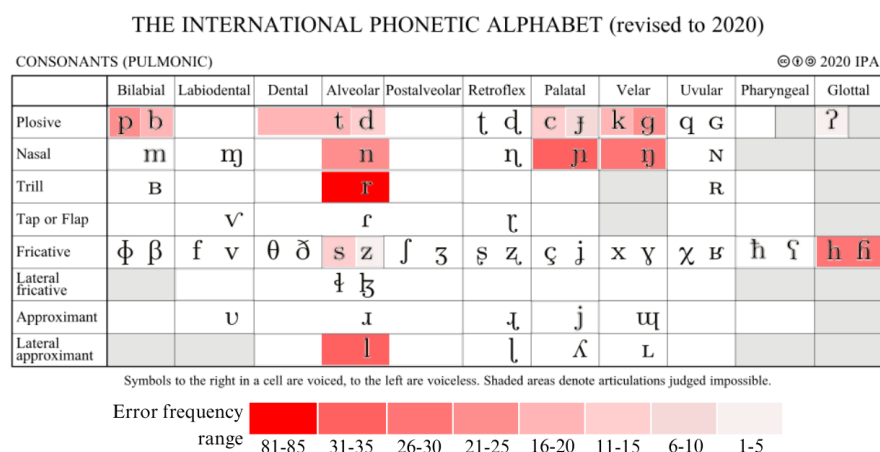 THE INTERNATIONAL PHONETIC ALPHABET (revised to 2020)
CONSONANTS (PULMONIC) 🅭🅯🄎 2020 IPA
Bilabial Labiodental Dental Alveolar Postalveolar Retroflex Palatal Velar Uvular Pharyngeal Glottal
Plosive p b t d ʈ ɖ c ɟ k ɡ q ɢ ʔ
Nasal m ɱ n ɳ ɲ ŋ ɴ
Trill ʙ r ʀ
Tap or Flap ⱱ ɾ ɽ
Fricative ɸ β f v θ ð s z ʃ ʒ ʂ ʐ ç ʝ x ɣ χ ʁ ħ ʕ h ɦ
Lateral
fricative ɬ ɮ
Approximant ʋ ɹ ɻ j ɰ
Lateral
approximant l ɭ ʎ ʟ
Symbols to the right in a cell are voiced, to the left are voiceless. Shaded areas denote articulations judged impossible.
Error frequency
range 81-85 31-35 26-30 21-25 16-20 11-15 6-10 1-5